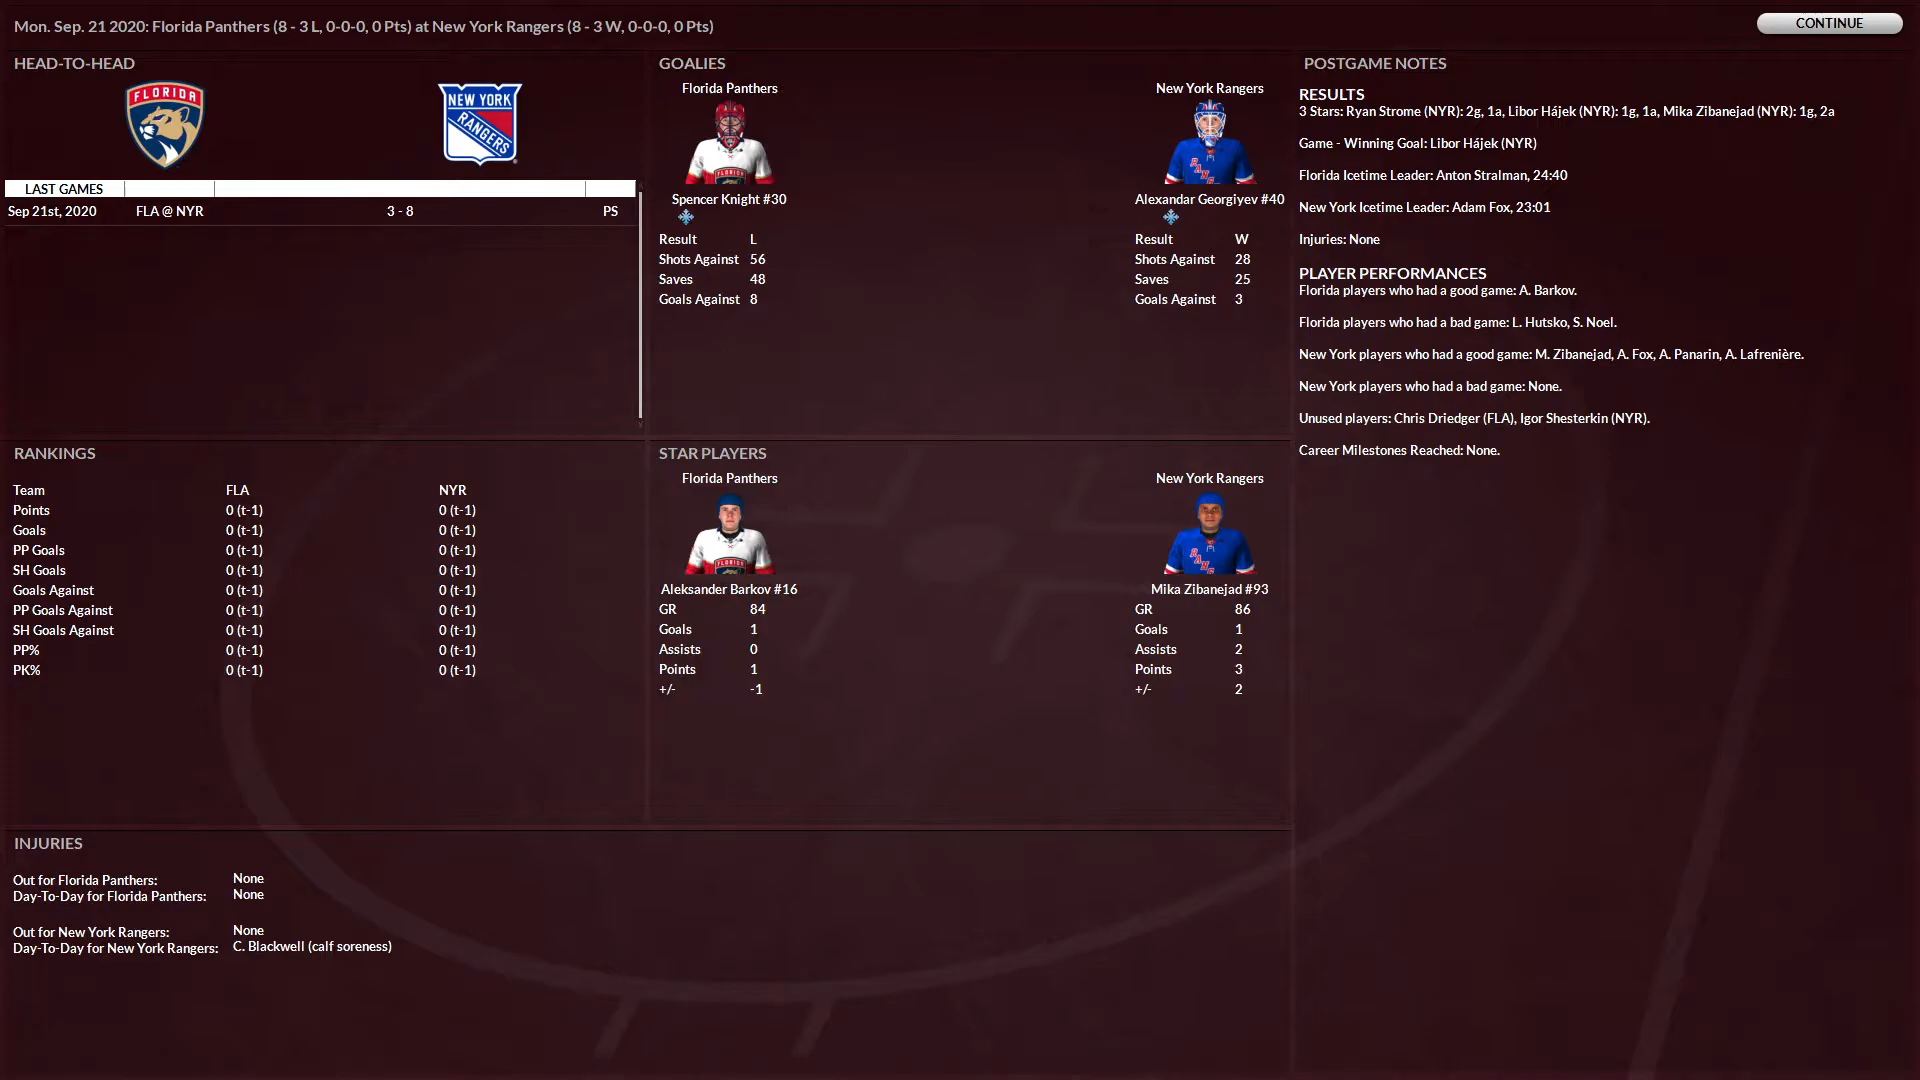 Mon. Sep. 21 2020: Florida Panthers (8 - 3 L, 0-0-0, 0 Pts) at New York Rangers (8 - 3 W, 0-0-0, 0 Pts)
CONTINUE
HEAD-TO-HEAD
FLORIDA
NEW YORK
RANGERS
LAST GAMES
Sep 21st, 2020 FLA @ NYR 3 - 8 PS
GOALIES
Florida Panthers New York Rangers
Spencer Knight #30 Alexandar Georgiyev #40
Result L Result W
Shots Against 56 Shots Against 28
Saves 48 Saves 25
Goals Against 8 Goals Against 3
POSTGAME NOTES
RESULTS
3 Stars: Ryan Strome (NYR): 2g, 1a, Libor Hájek (NYR): 1g, 1a, Mika Zibanejad (NYR): 1g, 2a
Game - Winning Goal: Libor Hájek (NYR)
Florida Icetime Leader: Anton Stralman, 24:40
New York Icetime Leader: Adam Fox, 23:01
Injuries: None
PLAYER PERFORMANCES
Florida players who had a good game: A. Barkov.
Florida players who had a bad game: L. Hutsko, S. Noel.
New York players who had a good game: M. Zibanejad, A. Fox, A. Panarin, A. Lafrenière.
New York players who had a bad game: None.
Unused players: Chris Driedger (FLA), Igor Shesterkin (NYR).
Career Milestones Reached: None.
RANKINGS
Team FLA NYR
Points 0 (t-1) 0 (t-1)
Goals 0 (t-1) 0 (t-1)
PP Goals 0 (t-1) 0 (t-1)
SH Goals 0 (t-1) 0 (t-1)
Goals Against 0 (t-1) 0 (t-1)
PP Goals Against 0 (t-1) 0 (t-1)
SH Goals Against 0 (t-1) 0 (t-1)
PP% 0 (t-1) 0 (t-1)
PK% 0 (t-1) 0 (t-1)
STAR PLAYERS
Florida Panthers New York Rangers
Aleksander Barkov #16 Mika Zibanejad #93
GR 84 GR 86
Goals 1 Goals 1
Assists 0 Assists 2
Points 1 Points 3
+/- -1 +/- 2
INJURIES
Out for Florida Panthers: None
Day-To-Day for Florida Panthers: None
Out for New York Rangers: None
Day-To-Day for New York Rangers: C. Blackwell (calf soreness)